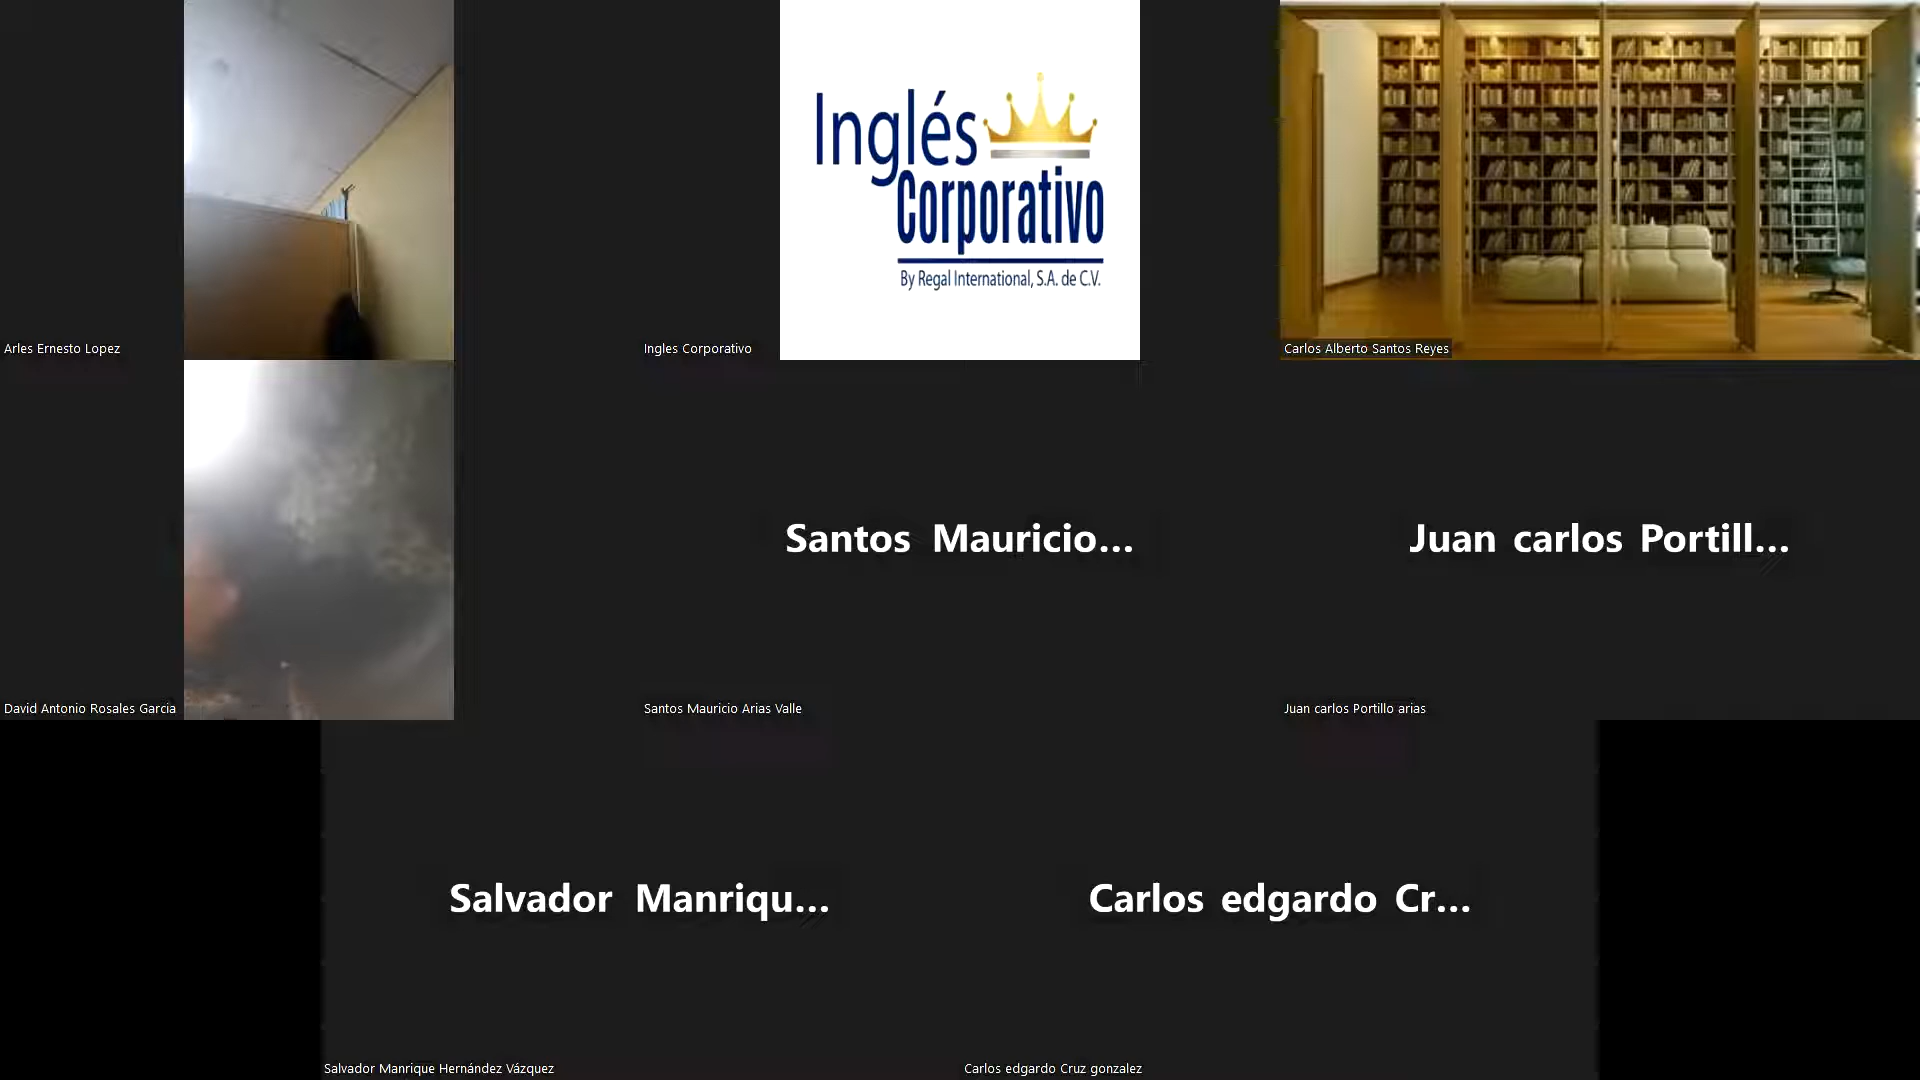 Inglés
Corporativo
By Regal International, S.A. de C.V.
Arles Ernesto Lopez
Ingles Corporativo
Carlos Alberto Santos Reyes
Santos Mauricio...
Juan carlos Portill...
David Antonio Rosales Garcia
Santos Mauricio Arias Valle
Juan carlos Portillo arias
Salvador Manriqu...
Carlos edgardo Cr...
Salvador Manrique Hernández Vázquez
Carlos edgardo Cruz gonzalez